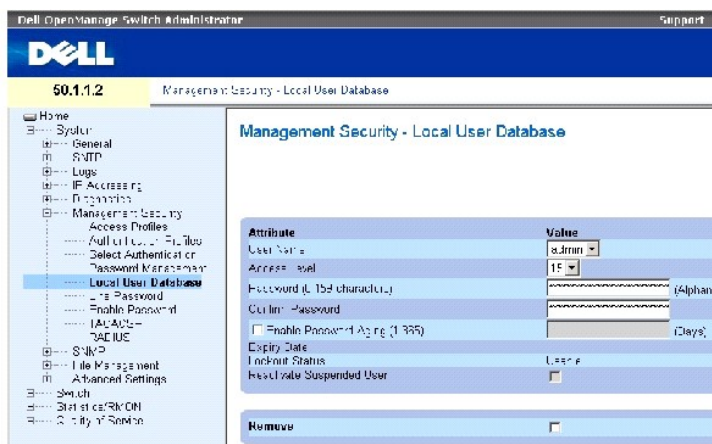 Dell OpenManage Switch Administrator Support
DELL
50.1.1.2 Management Security - Local User Database
Home
System
General
SNTP
Logs
IP Addressing
Diagnostics
Management Security
Access Profiles
Authentication Profiles
Select Authentication
Password Management
Local User Database
Line Password
Enable Password
TACACS+
RADIUS
SNMP
File Management
Advanced Settings
Switch
Statistics/RMON
Quality of Service
Management Security - Local User Database
Attribute Value
User Name admin
Access Level 15
Password characters) (Alphan
Confirm Password
Enable Password Aging (Days)
Expiry Date
Lockout Status
Reactivate Suspended User
Remove